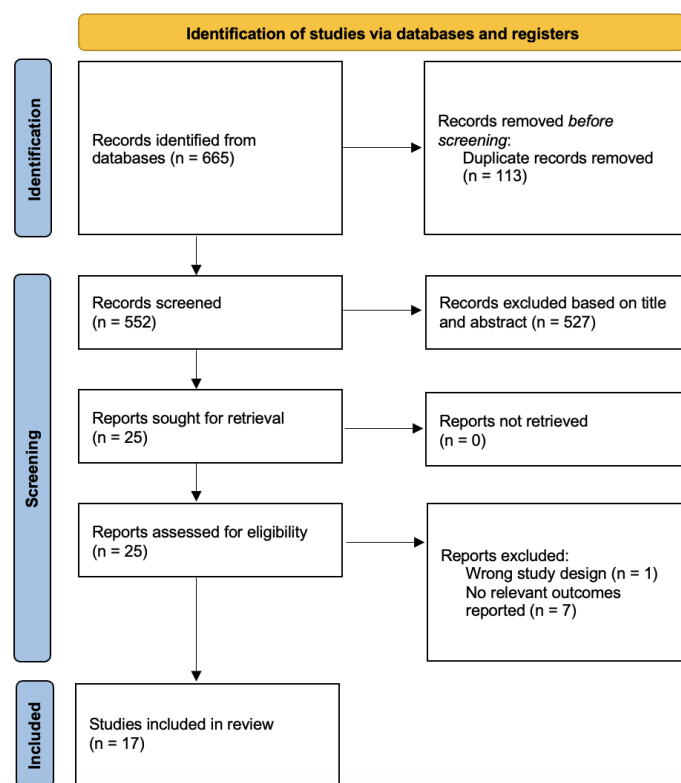 Identification of studies via databases and registers
Identification
Records identified from
databases (n = 665)
Records removed before
screening:
Duplicate records removed
(n = 113)
Screening
Records screened
(n = 552)
Records excluded based on title
and abstract (n = 527)
Reports sought for retrieval
(n = 25)
Reports not retrieved
(n = 0)
Reports assessed for eligibility
(n = 25)
Reports excluded:
Wrong study design (n = 1)
No relevant outcomes
reported (n = 7)
Included
Studies included in review
(n = 17)